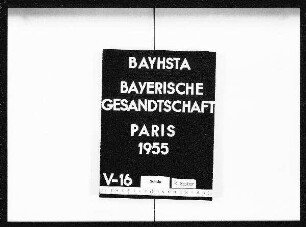 BAYHSTA
BAYERISCHE
GESANDTSCHAFT
PARIS
1955
V-16